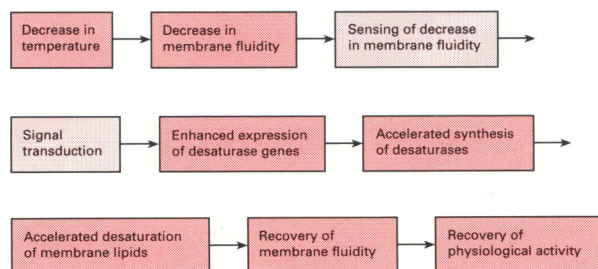 Decrease in
temperature
Decrease in
membrane fluidity
Sensing of decrease
in membrane fluidity
Signal
transduction
Enhanced expression
of desaturase genes
Accelerated synthesis
of desaturases
Accelerated desaturation
of membrane lipids
Recovery of
membrane fluidity
Recovery of
physiological activity